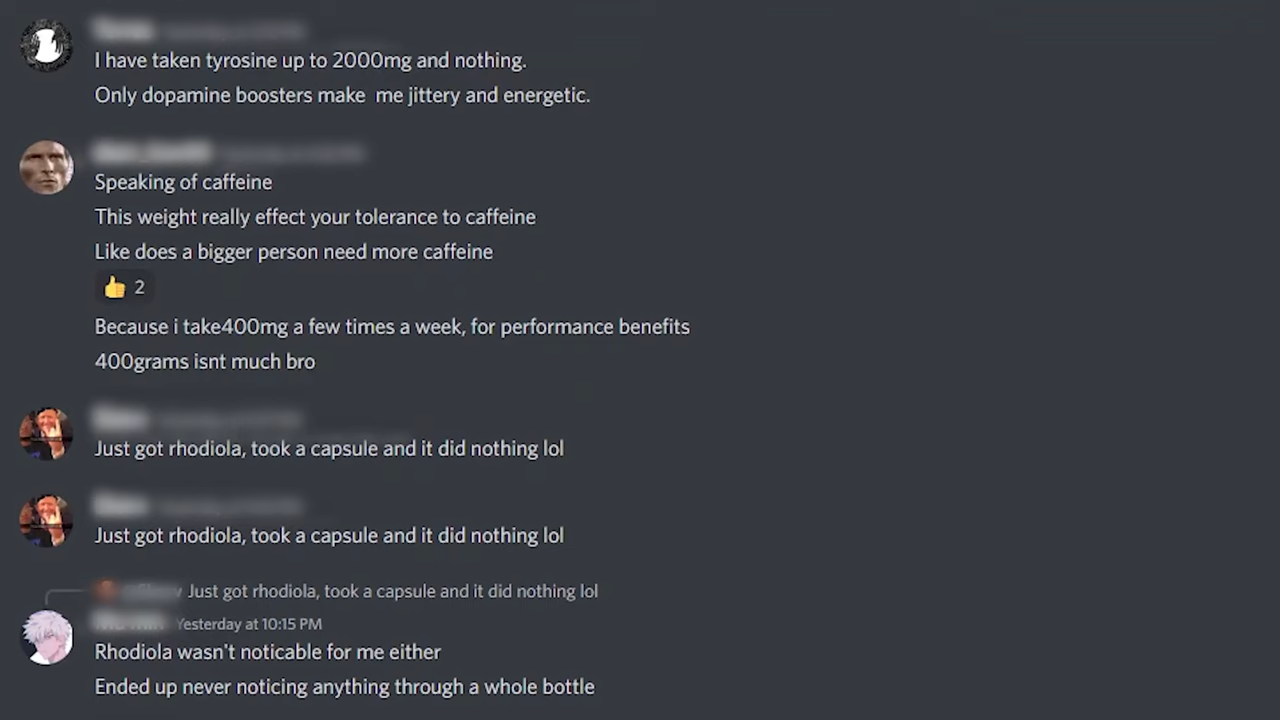 I have taken tyrosine up to 2000mg and nothing.
Only dopamine boosters make  me jittery and energetic.
Speaking of caffeine
This weight really effect your tolerance to caffeine
Like does a bigger person need more caffeine
👍 2
Because i take400mg a few times a week, for performance benefits
400grams isnt much bro
Just got rhodiola, took a capsule and it did nothing lol
Just got rhodiola, took a capsule and it did nothing lol
Just got rhodiola, took a capsule and it did nothing lol
Yesterday at 10:15 PM
Rhodiola wasn't noticable for me either
Ended up never noticing anything through a whole bottle